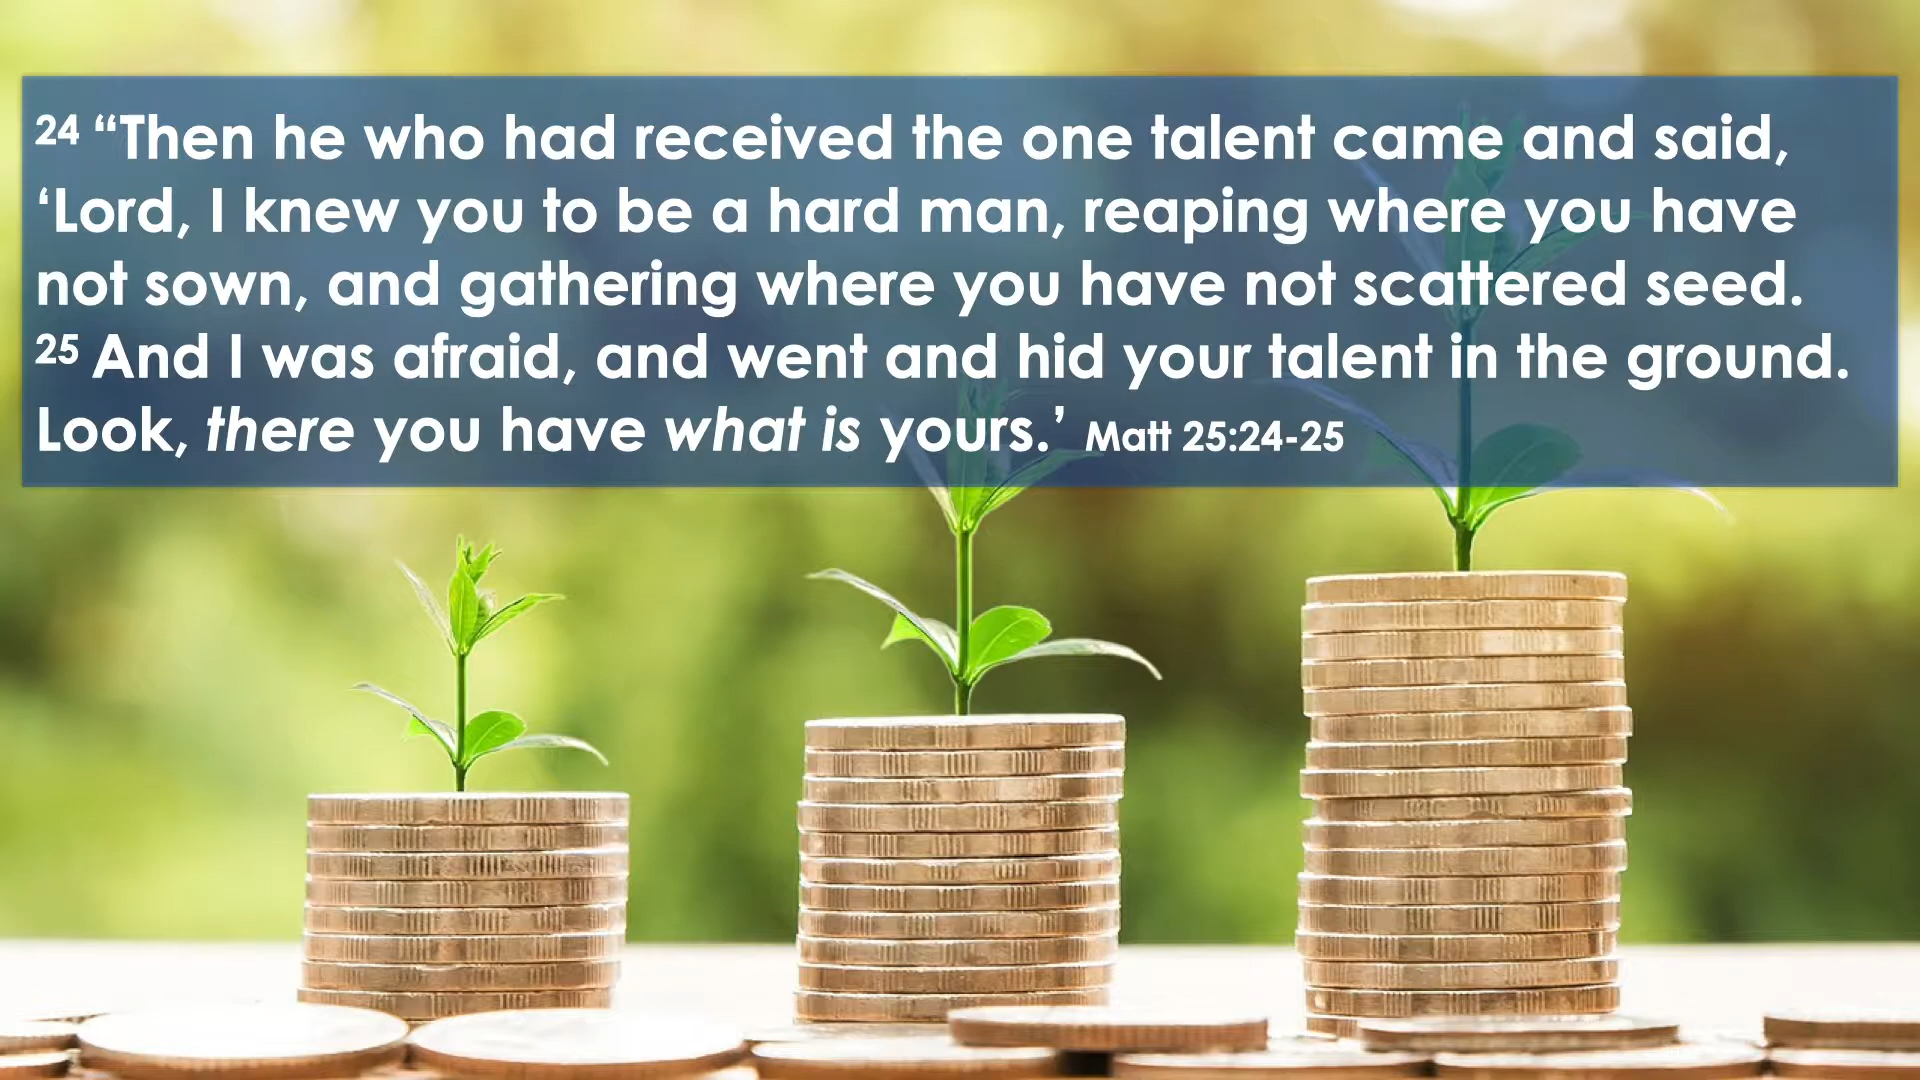 24 “Then he who had received the one talent came and said,
‘Lord, I knew you to be a hard man, reaping where you have
not sown, and gathering where you have not scattered seed.
25 And I was afraid, and went and hid your talent in the ground.
Look, there you have what is yours.’ Matt 25:24-25